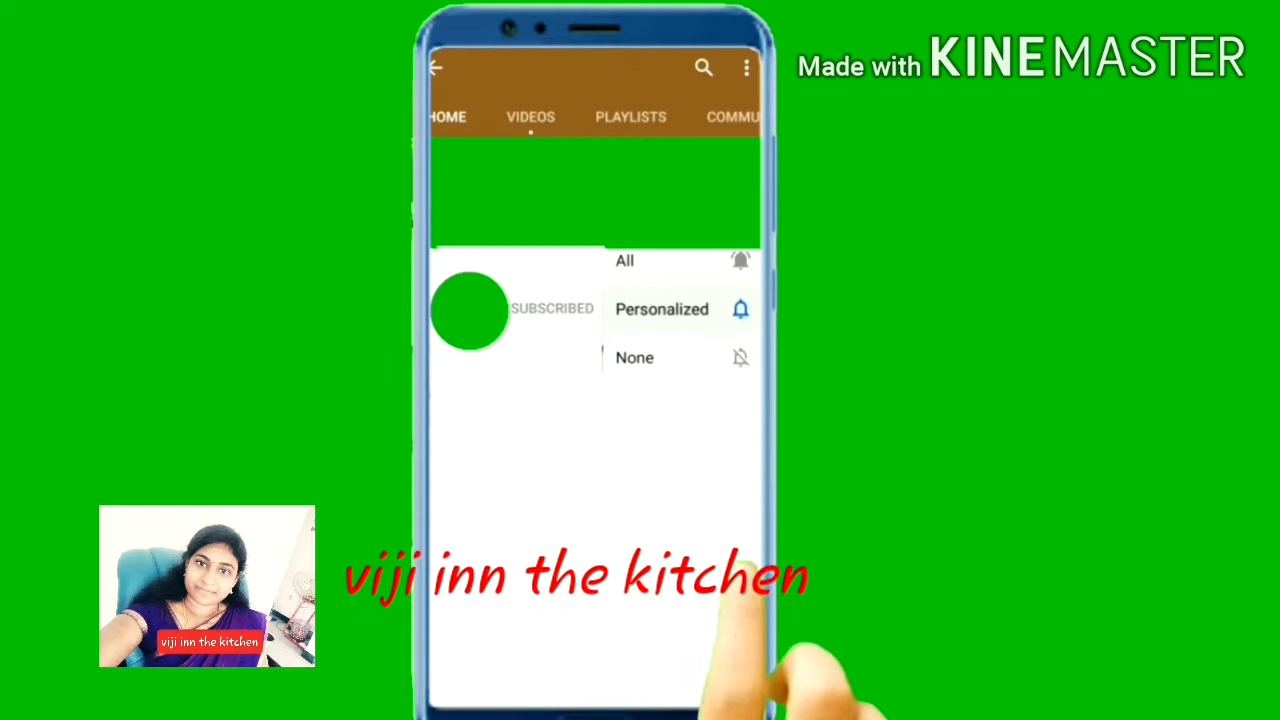 Made with KINEMASTER
HOME VIDEOS PLAYLISTS COMMU
All
SUBSCRIBED Personalized
None
viji inn the kitchen
viji inn the kitchen